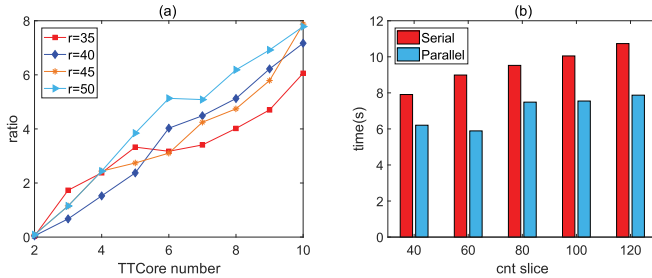 (a)
8
6
4
2
0
ratio
r=35
r=40
r=45
r=50
2
4
6
8
10
TTCore number
(b)
12
10
8
6
4
2
0
time(s)
Serial
Parallel
40
60
80
100
120
cnt slice